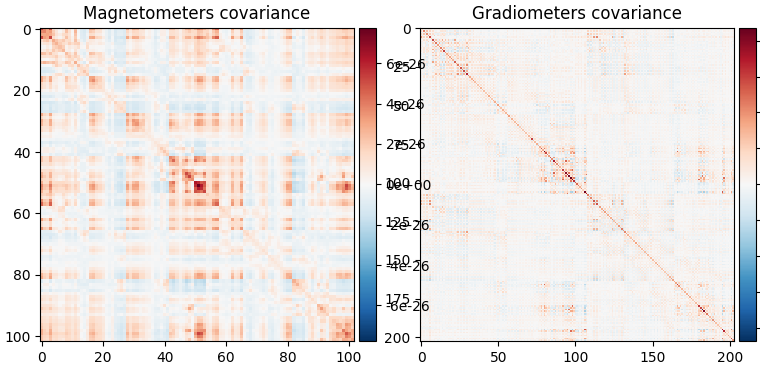 Magnetometers covariance
Gradiometers covariance
0
20
40
60
80
100
0 20 40 60 80 100
6e-26
4e-26
2e-26
0e+00
-2e-26
-4e-26
-6e-26
0
25
50
75
100
125
150
175
200
0 50 100 150 200